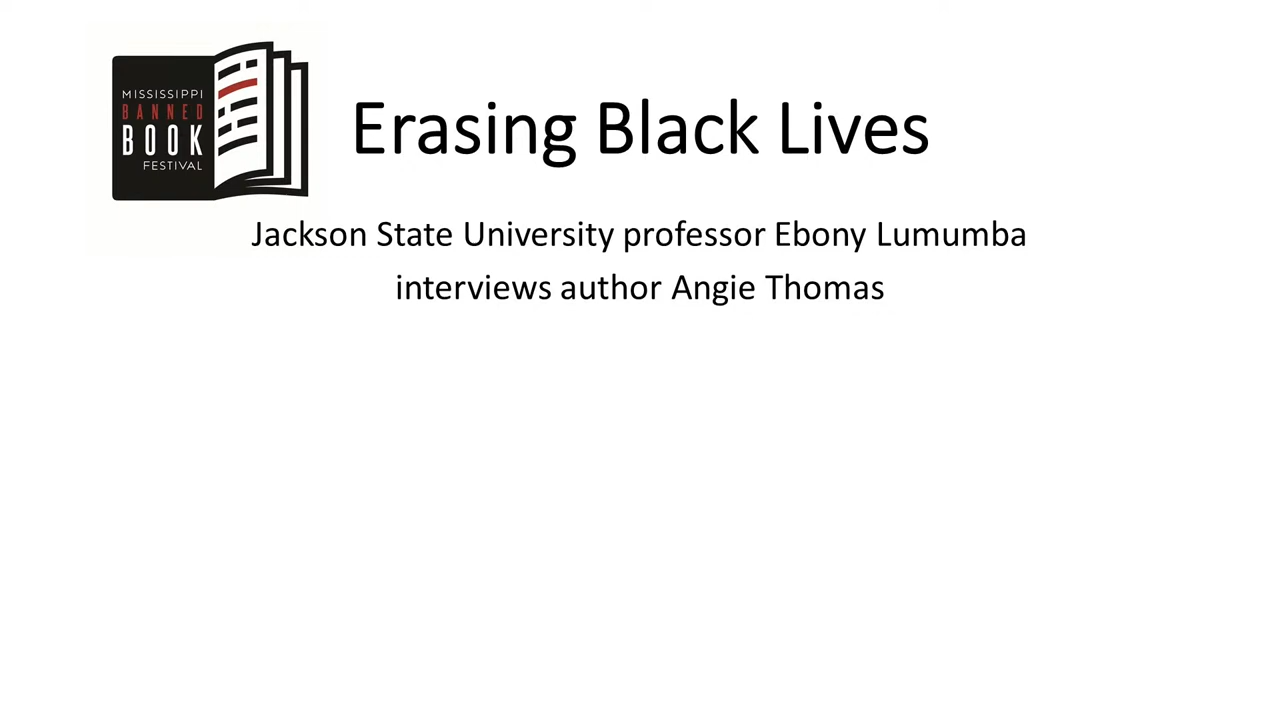 MISSISSIPPI
BANNED
BOOK
FESTIVAL
Erasing Black Lives
Jackson State University professor Ebony Lumumba
interviews author Angie Thomas